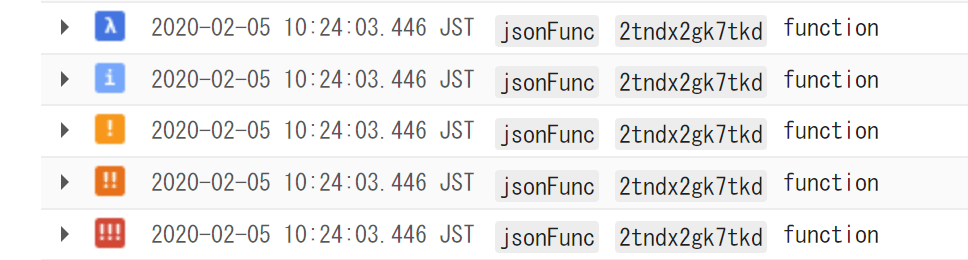 λ 2020-02-05 10:24:03.446 JST jsonFunc 2tndx2gk7tkd function
i 2020-02-05 10:24:03.446 JST jsonFunc 2tndx2gk7tkd function
! 2020-02-05 10:24:03.446 JST jsonFunc 2tndx2gk7tkd function
!! 2020-02-05 10:24:03.446 JST jsonFunc 2tndx2gk7tkd function
!!! 2020-02-05 10:24:03.446 JST jsonFunc 2tndx2gk7tkd function